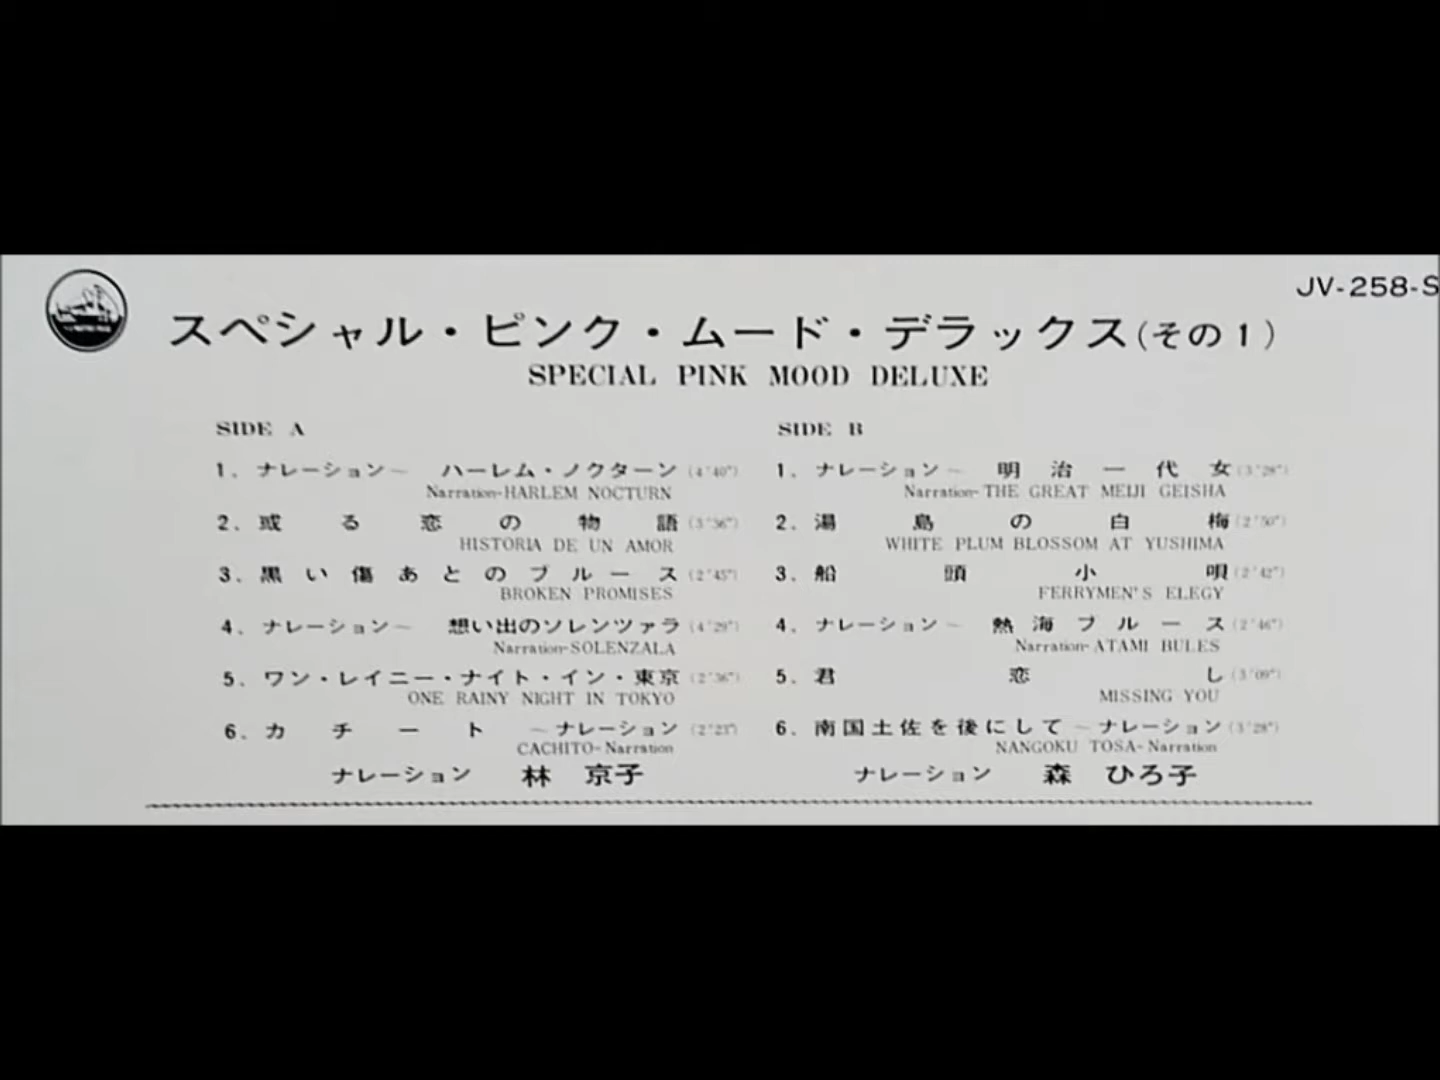 JV-258-S
スペシャル・ピンク・ムード・デラックス(その1)
SPECIAL PINK MOOD DELUXE
SIDE A
1. ナレーション〜 ハーレム・ノクターン (4'40")
Narration-HARLEM NOCTURN
2. 或る恋の物語 (3'36")
HISTORIA DE UN AMOR
3. 黒い傷あとのブルース (2'45")
BROKEN PROMISES
4. ナレーション〜 想い出のソレンツァラ (4'29")
Narration-SOLENZALA
5. ワン・レイニー・ナイト・イン・東京 (2'36")
ONE RAINY NIGHT IN TOKYO
6. カチート 〜ナレーション (2'23")
CACHITO-Narration
ナレーション 林 京子
SIDE B
1. ナレーション〜 明治一代女 (3'28")
Narration-THE GREAT MEIJI GEISHA
2. 湯島の白梅 (2'50")
WHITE PLUM BLOSSOM AT YUSHIMA
3. 船頭小唄 (2'42")
FERRYMEN'S ELEGY
4. ナレーション〜 熱海ブルース (2'46")
Narration-ATAMI BULES
5. 君恋し (3'09")
MISSING YOU
6. 南国土佐を後にして〜ナレーション (3'28")
NANGOKU TOSA-Narration
ナレーション 森 ひろ子